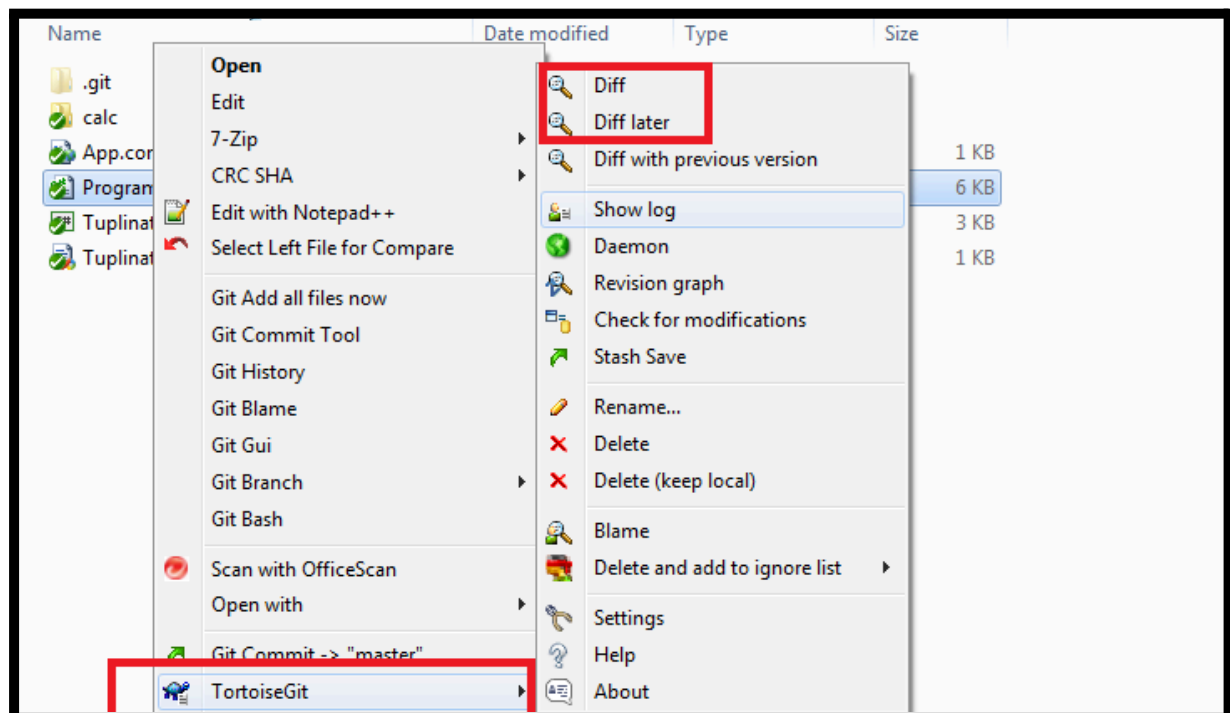 Name Date modified Type Size
.git
calc
App.con 1 KB
Program 6 KB
Tuplinat 3 KB
Tuplinat 1 KB
Open
Edit
7-Zip
CRC SHA
Edit with Notepad++
Select Left File for Compare
Git Add all files now
Git Commit Tool
Git History
Git Blame
Git Gui
Git Branch
Git Bash
Scan with OfficeScan
Open with
Git Commit -> "master"
TortoiseGit
Diff
Diff later
Diff with previous version
Show log
Daemon
Revision graph
Check for modifications
Stash Save
Rename...
Delete
Delete (keep local)
Blame
Delete and add to ignore list
Settings
Help
About